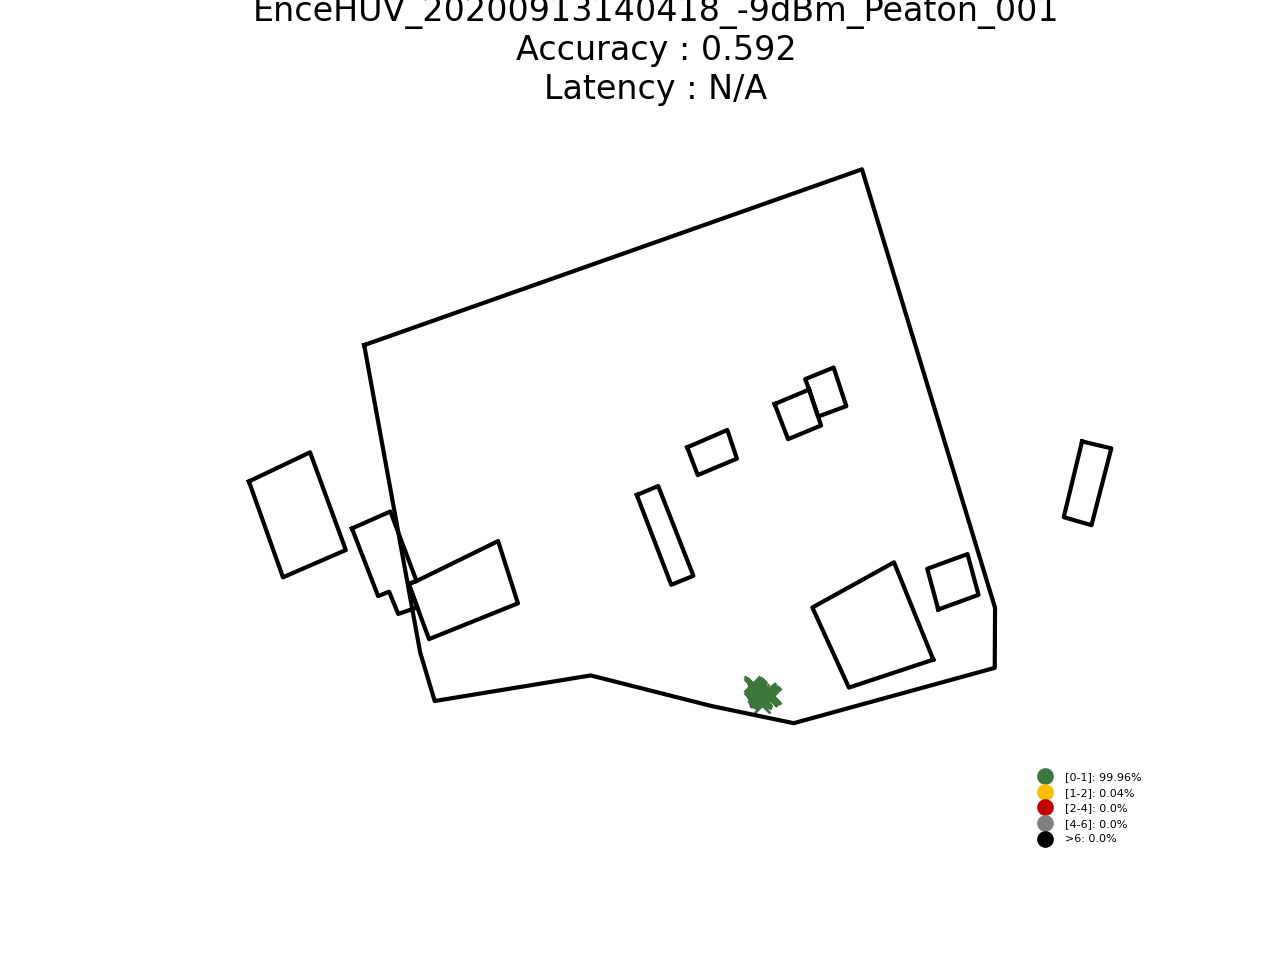 EnceHUV_20200913140418_-9dBm_Peaton_001
Accuracy : 0.592
Latency : N/A
[0-1]: 99.96%
[1-2]: 0.04%
[2-4]: 0.0%
[4-6]: 0.0%
>6: 0.0%